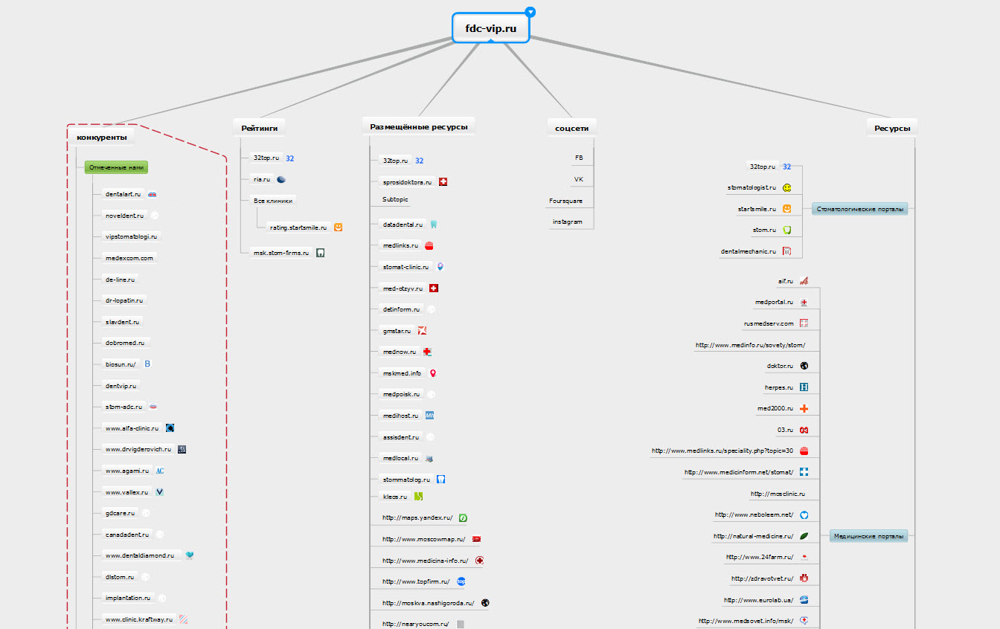 fdc-vip.ru
конкуренты
Отмеченные нами
dentalart.ru
noveldent.ru
vipstomatologi.ru
medexcom.com
de-line.ru
dr-lopatin.ru
slavdent.ru
dobromed.ru
biosun.ru/
B
dentvip.ru
stom-adc.ru
www.alfa-clinic.ru
www.drvigderovich.ru
www.agami.ru
AC
www.vallex.ru
V
gdcare.ru
canadadent.ru
www.dentaldiamond.ru
dlstom.ru
implantation.ru
www.clinic.kraftway.ru
Рейтинги
32top.ru 32
ria.ru
Все клиники
rating.startsmile.ru
msk.stom-firms.ru
Размещённые ресурсы
32top.ru 32
sprosidoktora.ru
Subtopic
datadental.ru
medlinks.ru
stomat-clinic.ru
med-otzyv.ru
detinform.ru
gmstar.ru
mednow.ru
mskmed.info
medpoisk.ru
medihost.ru
Mh
assisdent.ru
medlocal.ru
stommatolog.ru
kleos.ru
http://maps.yandex.ru/
http://www.moscowmap.ru/
http://www.medicina-info.ru/
http://www.topfirm.ru/
top
http://moskva.nashigoroda.ru/
http://nearyoucom.ru/
соцсети
FB
VK
Foursquare
instagram
Ресурсы
32top.ru 32
stomatologist.ru
startsmile.ru
stom.ru
dentalmechanic.ru
Стоматологические порталы
aif.ru
medportal.ru
rusmedserv.com
http://www.medinfo.ru/sovety/stom/
doktor.ru
herpes.ru
H
med2000.ru
03.ru
http://www.medlinks.ru/speciality.php?topic=30
http://www.medicinform.net/stomat/
http://mosclinic.ru
http://www.neboleem.net/
http://natural-medicine.ru/
http://www.24farm.ru/
http://zdravotvet.ru/
http://www.eurolab.ua/
http://www.medsovet.info/msk/
Медицинские порталы